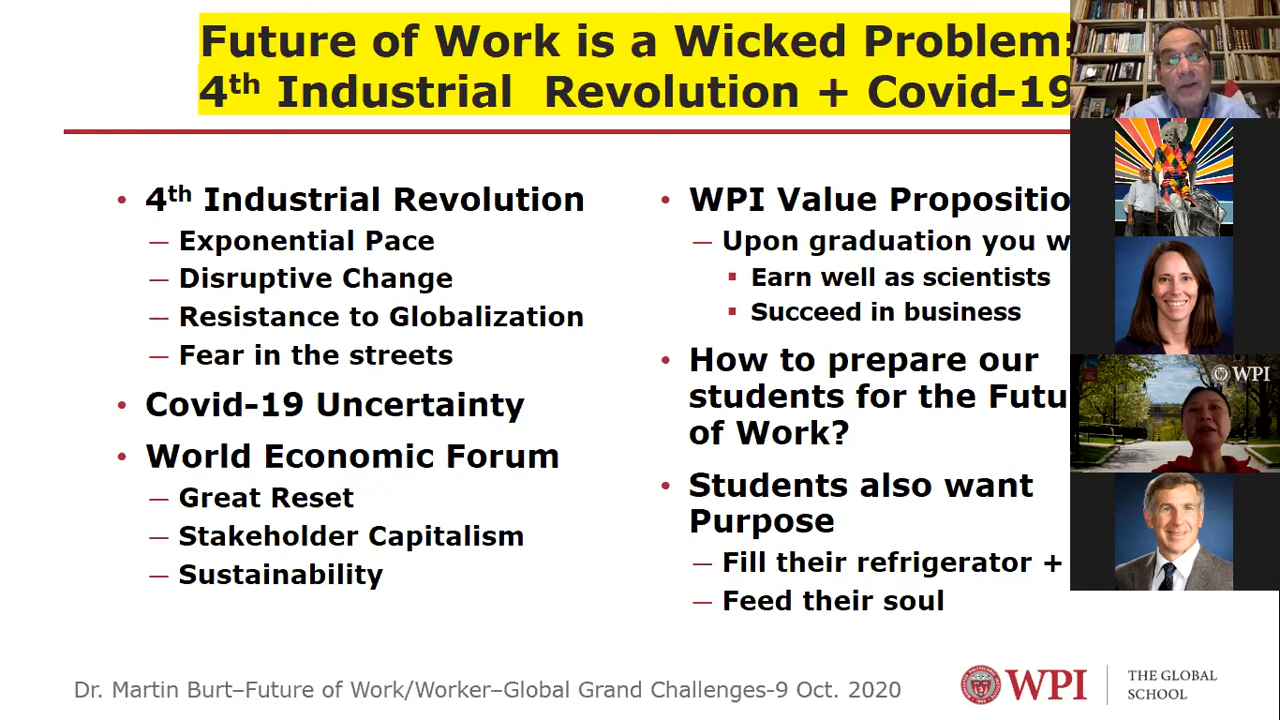 Future of Work is a Wicked Problem:
4th Industrial Revolution + Covid-19
• 4th Industrial Revolution
— Exponential Pace
— Disruptive Change
— Resistance to Globalization
— Fear in the streets
• Covid-19 Uncertainty
• World Economic Forum
— Great Reset
— Stakeholder Capitalism
— Sustainability
• WPI Value Propositio
— Upon graduation you w
▪ Earn well as scientists
▪ Succeed in business
• How to prepare our
students for the Futu
of Work?
• Students also want
Purpose
— Fill their refrigerator +
— Feed their soul
WPI
Dr. Martin Burt–Future of Work/Worker–Global Grand Challenges-9 Oct. 2020
WPI
THE GLOBAL
SCHOOL